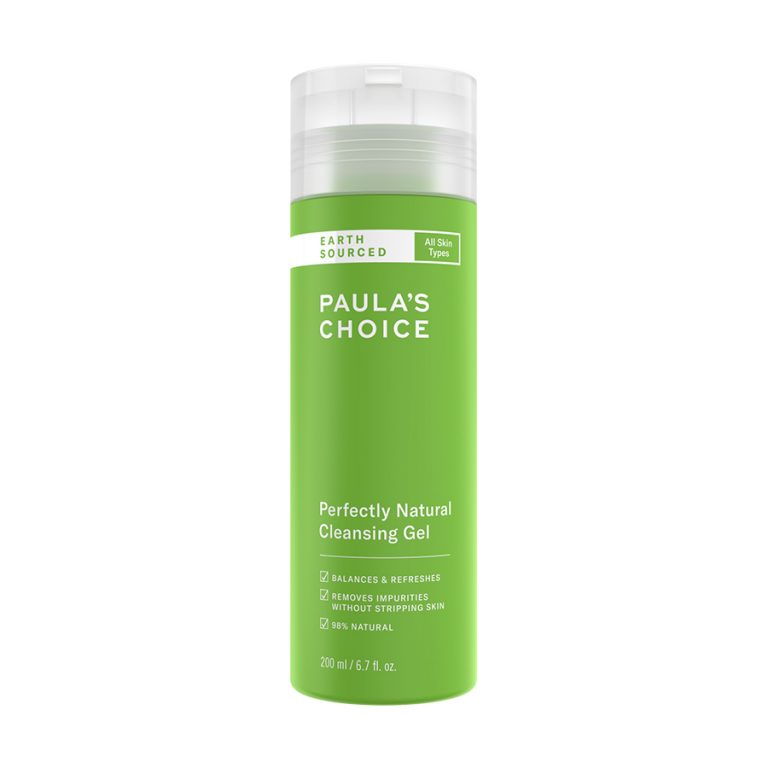 EARTH
SOURCED
All Skin
Types
PAULA'S
CHOICE
Perfectly Natural
Cleansing Gel
BALANCES & REFRESHES
REMOVES IMPURITIES
WITHOUT STRIPPING SKIN
98% NATURAL
200 ml / 6.7 fl. oz.